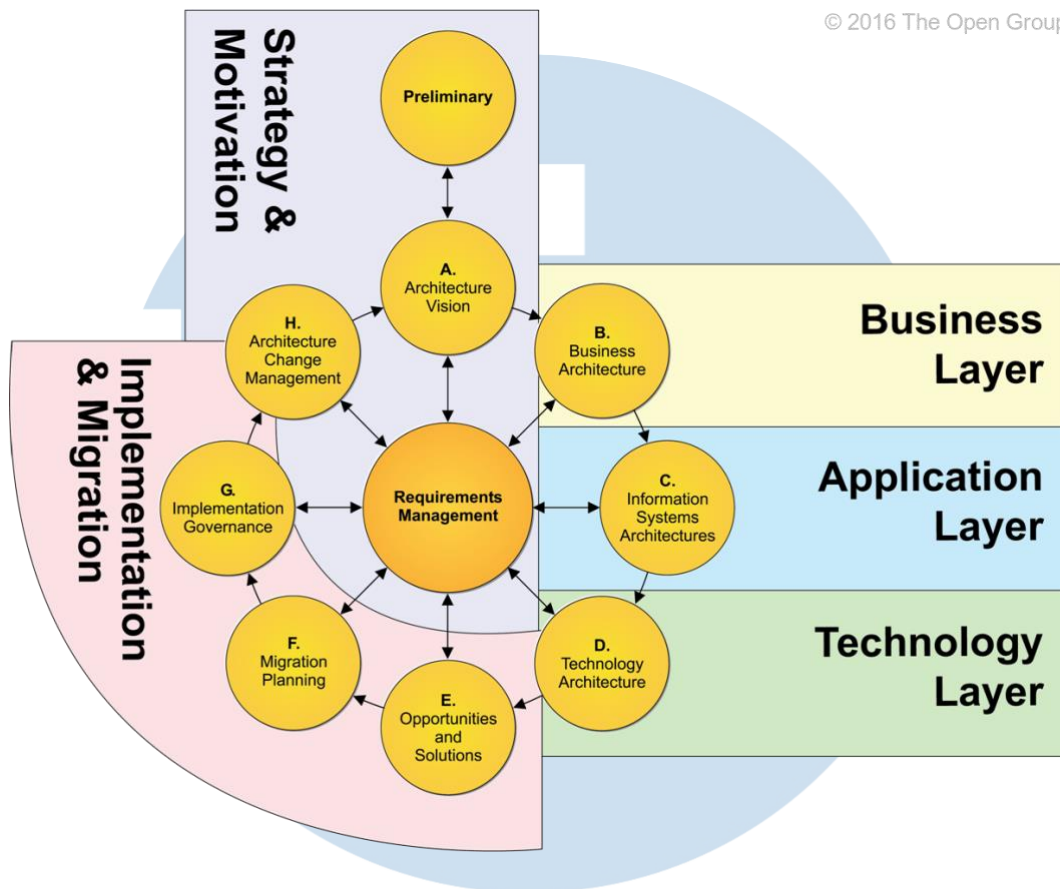 © 2016 The Open Group
Strategy &
Motivation
Preliminary
A.
Architecture
Vision
H.
Architecture
Change
Management
B.
Business
Architecture
Business
Layer
Implementation
& Migration
G.
Implementation
Governance
Requirements
Management
C.
Information
Systems
Architectures
Application
Layer
F.
Migration
Planning
E.
Opportunities
and
Solutions
D.
Technology
Architecture
Technology
Layer